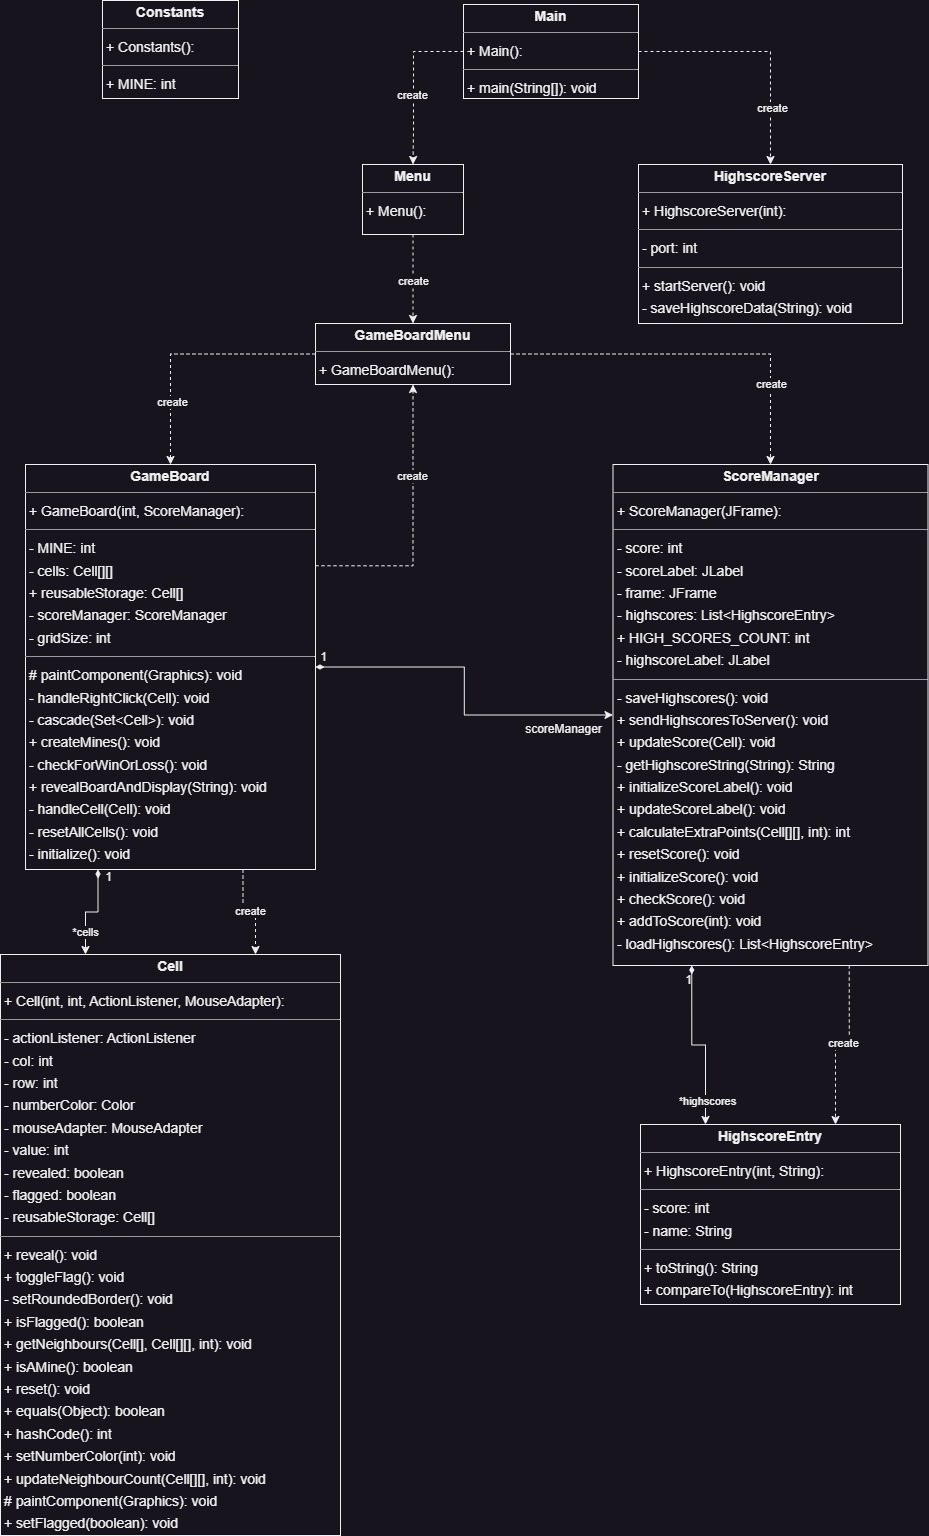 Constants
+ Constants():
+ MINE: int
Main
+ Main():
+ main(String[]): void
create
create
Menu
+ Menu():
HighscoreServer
+ HighscoreServer(int):
- port: int
+ startServer(): void
- saveHighscoreData(String): void
create
GameBoardMenu
+ GameBoardMenu():
create
create
create
GameBoard
+ GameBoard(int, ScoreManager):
- MINE: int
- cells: Cell[][]
+ reusableStorage: Cell[]
- scoreManager: ScoreManager
- gridSize: int
# paintComponent(Graphics): void
- handleRightClick(Cell): void
- cascade(Set<Cell>): void
+ createMines(): void
- checkForWinOrLoss(): void
+ revealBoardAndDisplay(String): void
- handleCell(Cell): void
- resetAllCells(): void
- initialize(): void
1
scoreManager
ScoreManager
+ ScoreManager(JFrame):
- score: int
- scoreLabel: JLabel
- frame: JFrame
- highscores: List<HighscoreEntry>
+ HIGH_SCORES_COUNT: int
- highscoreLabel: JLabel
- saveHighscores(): void
+ sendHighscoresToServer(): void
+ updateScore(Cell): void
- getHighscoreString(String): String
+ initializeScoreLabel(): void
+ updateScoreLabel(): void
+ calculateExtraPoints(Cell[][], int): int
+ resetScore(): void
+ initializeScore(): void
+ checkScore(): void
+ addToScore(int): void
- loadHighscores(): List<HighscoreEntry>
1
create
*cells
Cell
+ Cell(int, int, ActionListener, MouseAdapter):
- actionListener: ActionListener
- col: int
- row: int
- numberColor: Color
- mouseAdapter: MouseAdapter
- value: int
- revealed: boolean
- flagged: boolean
- reusableStorage: Cell[]
+ reveal(): void
+ toggleFlag(): void
- setRoundedBorder(): void
+ isFlagged(): boolean
+ getNeighbours(Cell[], Cell[][], int): void
+ isAMine(): boolean
+ reset(): void
+ equals(Object): boolean
+ hashCode(): int
+ setNumberColor(int): void
+ updateNeighbourCount(Cell[][], int): void
# paintComponent(Graphics): void
+ setFlagged(boolean): void
1
create
*highscores
HighscoreEntry
+ HighscoreEntry(int, String):
- score: int
- name: String
+ toString(): String
+ compareTo(HighscoreEntry): int